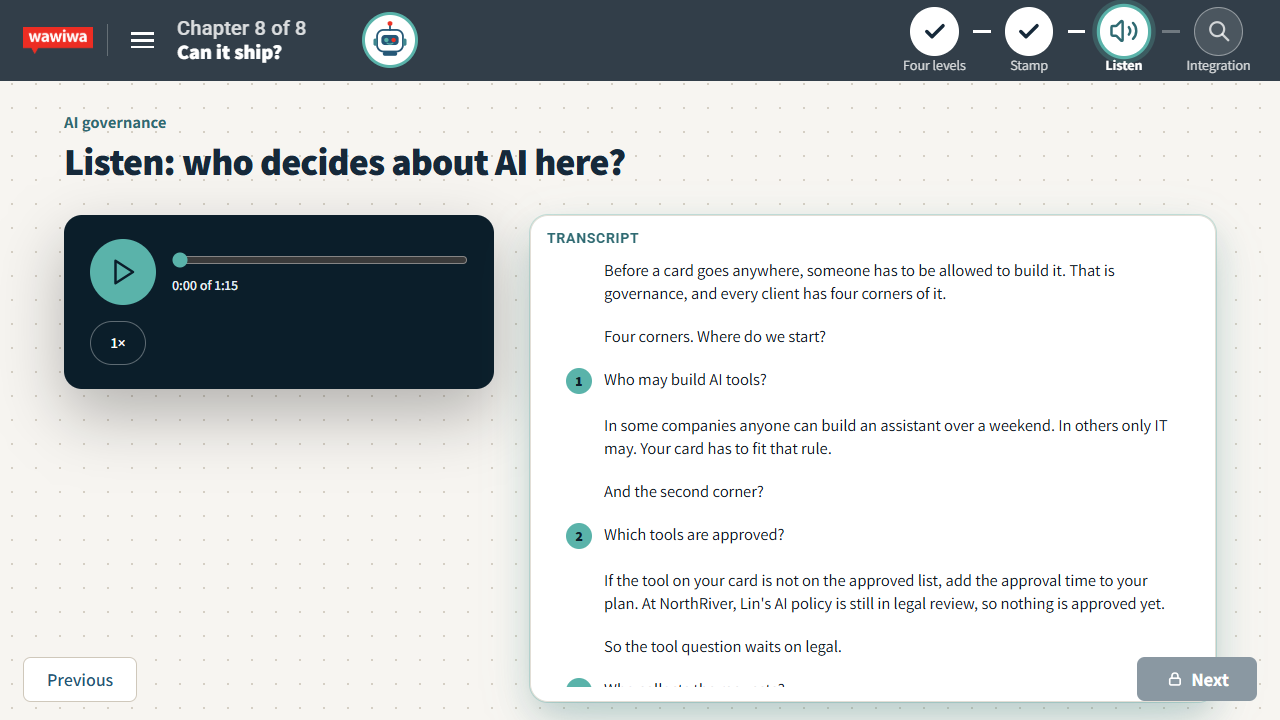 wawiwa
Chapter 8 of 8
Can it ship?
Four levels
Stamp
Listen
Integration
AI governance
Listen: who decides about AI here?
0:00 of 1:15
1×
TRANSCRIPT
Before a card goes anywhere, someone has to be allowed to build it. That is
governance, and every client has four corners of it.
Four corners. Where do we start?
1 Who may build AI tools?
In some companies anyone can build an assistant over a weekend. In others only IT
may. Your card has to fit that rule.
And the second corner?
2 Which tools are approved?
If the tool on your card is not on the approved list, add the approval time to your
plan. At NorthRiver, Lin's AI policy is still in legal review, so nothing is approved yet.
So the tool question waits on legal.
Previous
Next